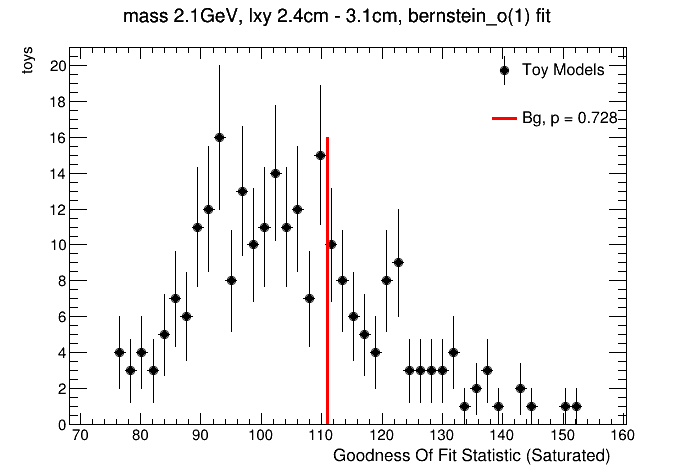 mass 2.1GeV, lxy 2.4cm - 3.1cm, bernstein_o(1) fit
toys
20
18
16
14
12
10
8
6
4
2
0
Toy Models
Bg, p = 0.728
70 80 90 100 110 120 130 140 150 160
Goodness Of Fit Statistic (Saturated)